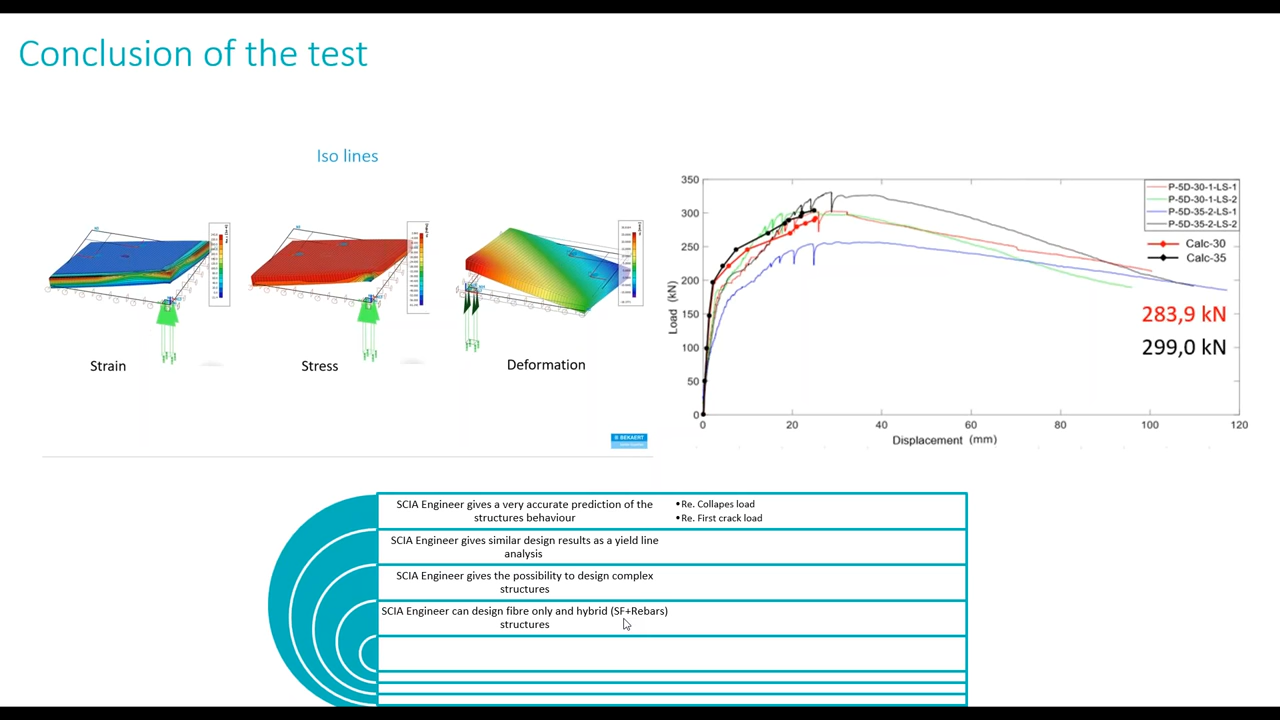 Conclusion of the test
Iso lines
Strain
Stress
Deformation
BEKAERT
350
300
250
200
150
100
50
0
Load (kN)
0
20
40
60
80
100
120
Displacement (mm)
P-5D-30-1-LS-1
P-5D-30-1-LS-2
P-5D-35-2-LS-1
P-5D-35-2-LS-2
Calc-30
Calc-35
283,9 kN
299,0 kN
SCIA Engineer gives a very accurate prediction of the
structures behaviour
•Re. Collapes load
•Re. First crack load
SCIA Engineer gives similar design results as a yield line
analysis
SCIA Engineer gives the possibility to design complex
structures
SCIA Engineer can design fibre only and hybrid (SF+Rebars)
structures